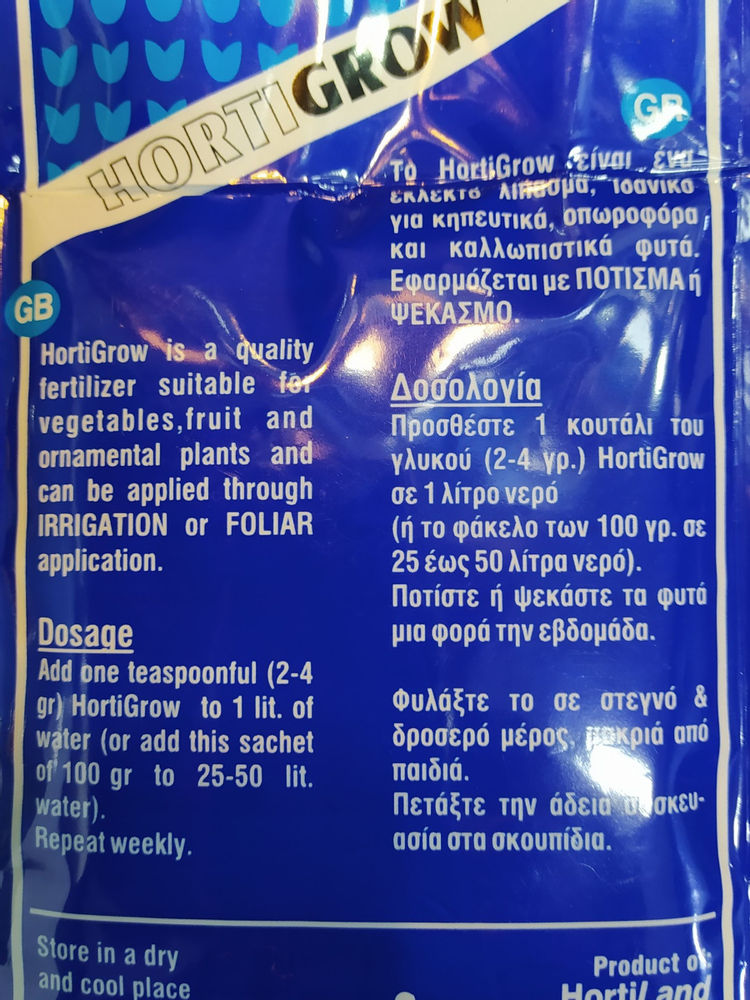 HORTIGROW
GR
Το HortiGrow είναι ένα
εκλεκτό λίπασμα, ιδανικό
για κηπευτικά, οπωροφόρα
και καλλωπιστικά φυτά.
Εφαρμόζεται με ΠΟΤΙΣΜΑ ή
ΨΕΚΑΣΜΟ.
Δοσολογία
Προσθέστε 1 κουτάλι του
γλυκού (2-4 γρ.) HortiGrow
σε 1 λίτρο νερό
(ή το φάκελο των 100 γρ. σε
25 έως 50 λίτρα νερό).
Ποτίστε ή ψεκάστε τα φυτά
μια φορά την εβδομάδα.
Φυλάξτε το σε στεγνό &
δροσερό μέρος, μακριά από
παιδιά.
Πετάξτε την άδεια συσκευ-
ασία στα σκουπίδια.
GB
HortiGrow is a quality
fertilizer suitable for
vegetables,fruit and
ornamental plants and
can be applied through
IRRIGATION or FOLIAR
application.
Dosage
Add one teaspoonful (2-4
gr) HortiGrow to 1 lit. of
water (or add this sachet
of 100 gr to 25-50 lit.
water).
Repeat weekly.
Store in a dry
and cool place
Product of
HortiLand